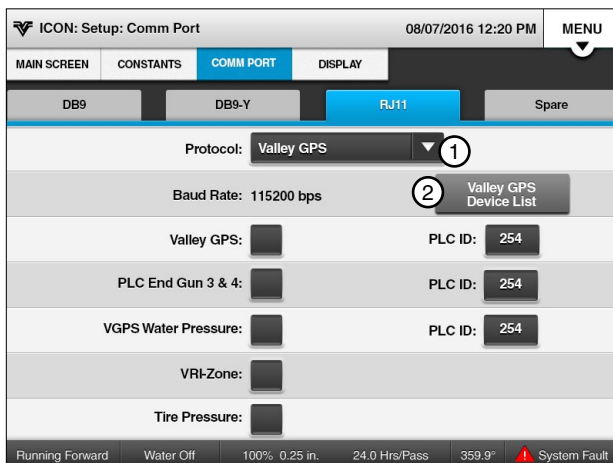 ICON: Setup: Comm Port 08/07/2016 12:20 PM MENU
MAIN SCREEN CONSTANTS COMM PORT DISPLAY
DB9 DB9-Y RJ11 Spare
Protocol: Valley GPS 1
Baud Rate: 115200 bps 2 Valley GPS
Device List
Valley GPS: PLC ID: 254
PLC End Gun 3 & 4: PLC ID: 254
VGPS Water Pressure: PLC ID: 254
VRI-Zone:
Tire Pressure:
Running Forward Water Off 100% 0.25 in. 24.0 Hrs/Pass 359.9° System Fault